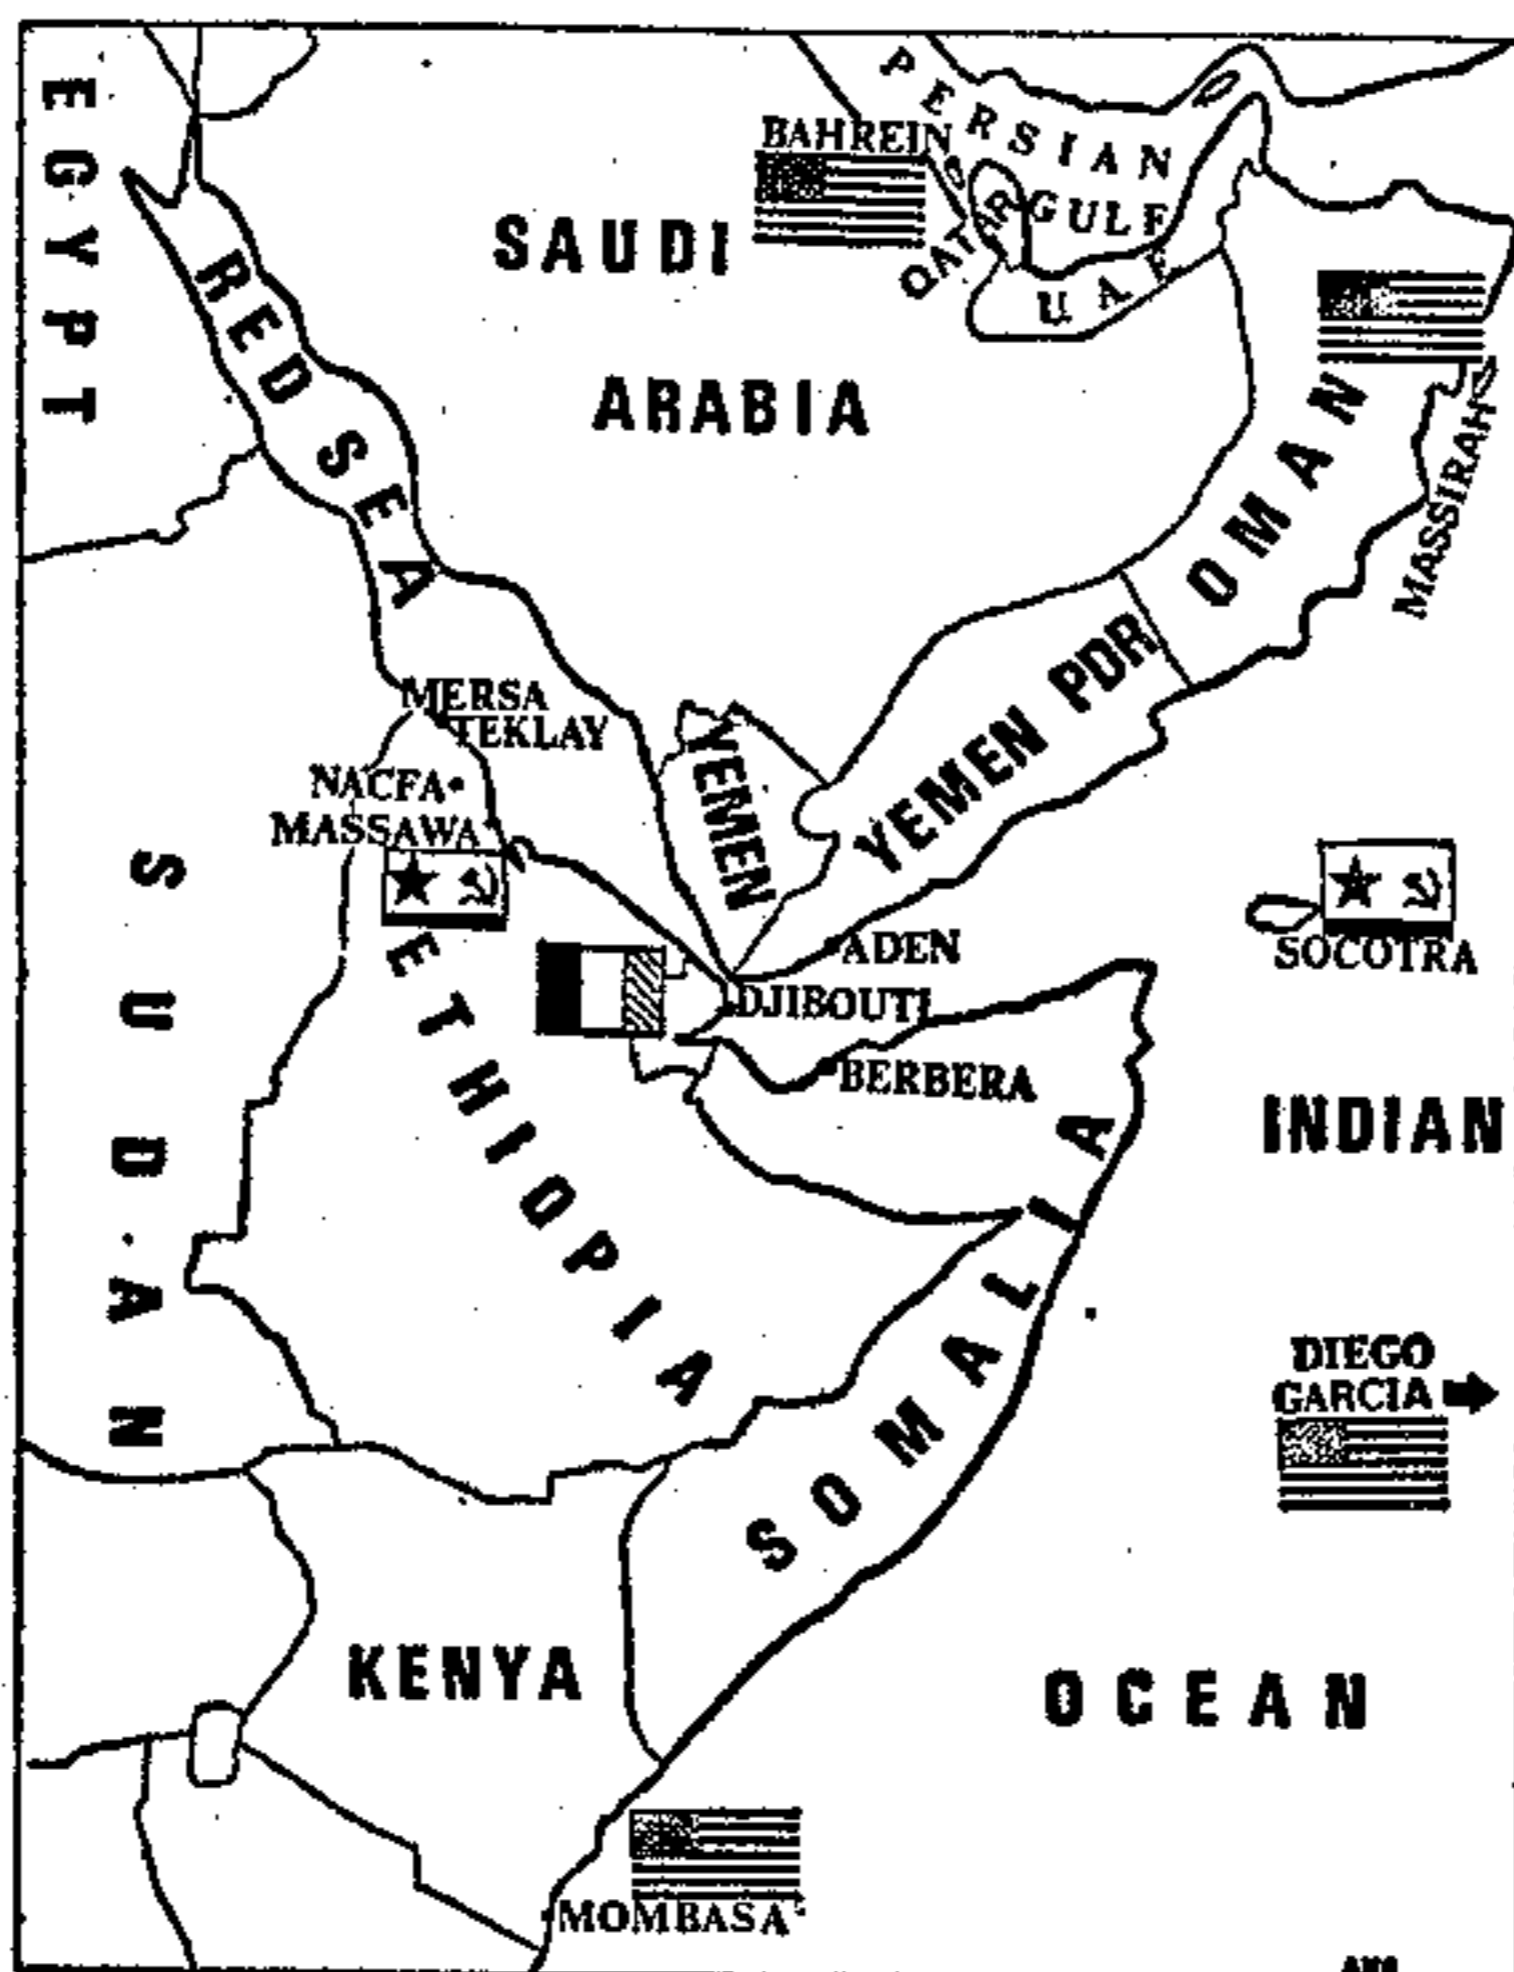 EGYPT
RED SEA
SAUDI
ARABIA
BAHREIN
PERSIAN
GULF
QATAR
UAE
OMAN
MASSIRAH
YEMEN PDR
YEMEN
MERSA
TEKLAY
NACFA
MASSAWA
SUDAN
ETHIOPIA
ADEN
DJIBOUTI
BERBERA
SOCOTRA
SOMALIA
INDIAN
OCEAN
DIEGO
GARCIA
KENYA
MOMBASA